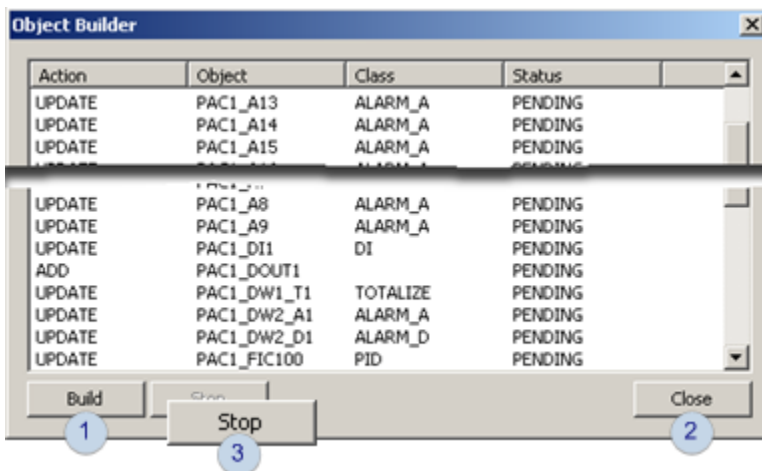 Object Builder
Action Object Class Status
UPDATE PAC1_A13 ALARM_A PENDING
UPDATE PAC1_A14 ALARM_A PENDING
UPDATE PAC1_A15 ALARM_A PENDING
UPDATE PAC1_A8 ALARM_A PENDING
UPDATE PAC1_A9 ALARM_A PENDING
UPDATE PAC1_DI1 DI PENDING
ADD PAC1_DOUT1 PENDING
UPDATE PAC1_DW1_T1 TOTALIZE PENDING
UPDATE PAC1_DW2_A1 ALARM_A PENDING
UPDATE PAC1_DW2_D1 ALARM_D PENDING
UPDATE PAC1_FIC100 PID PENDING
Build Stop Close
Stop
1 2
3